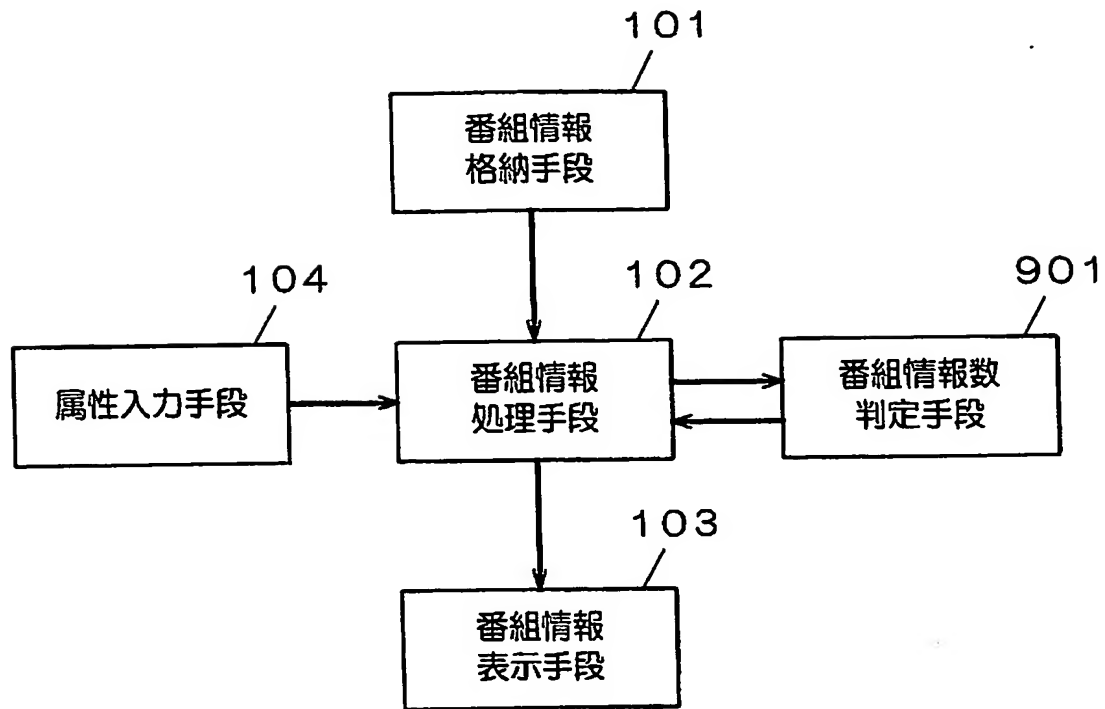 101
番組情報
格納手段
104
属性入力手段
102
番組情報
処理手段
901
番組情報数
判定手段
103
番組情報
表示手段